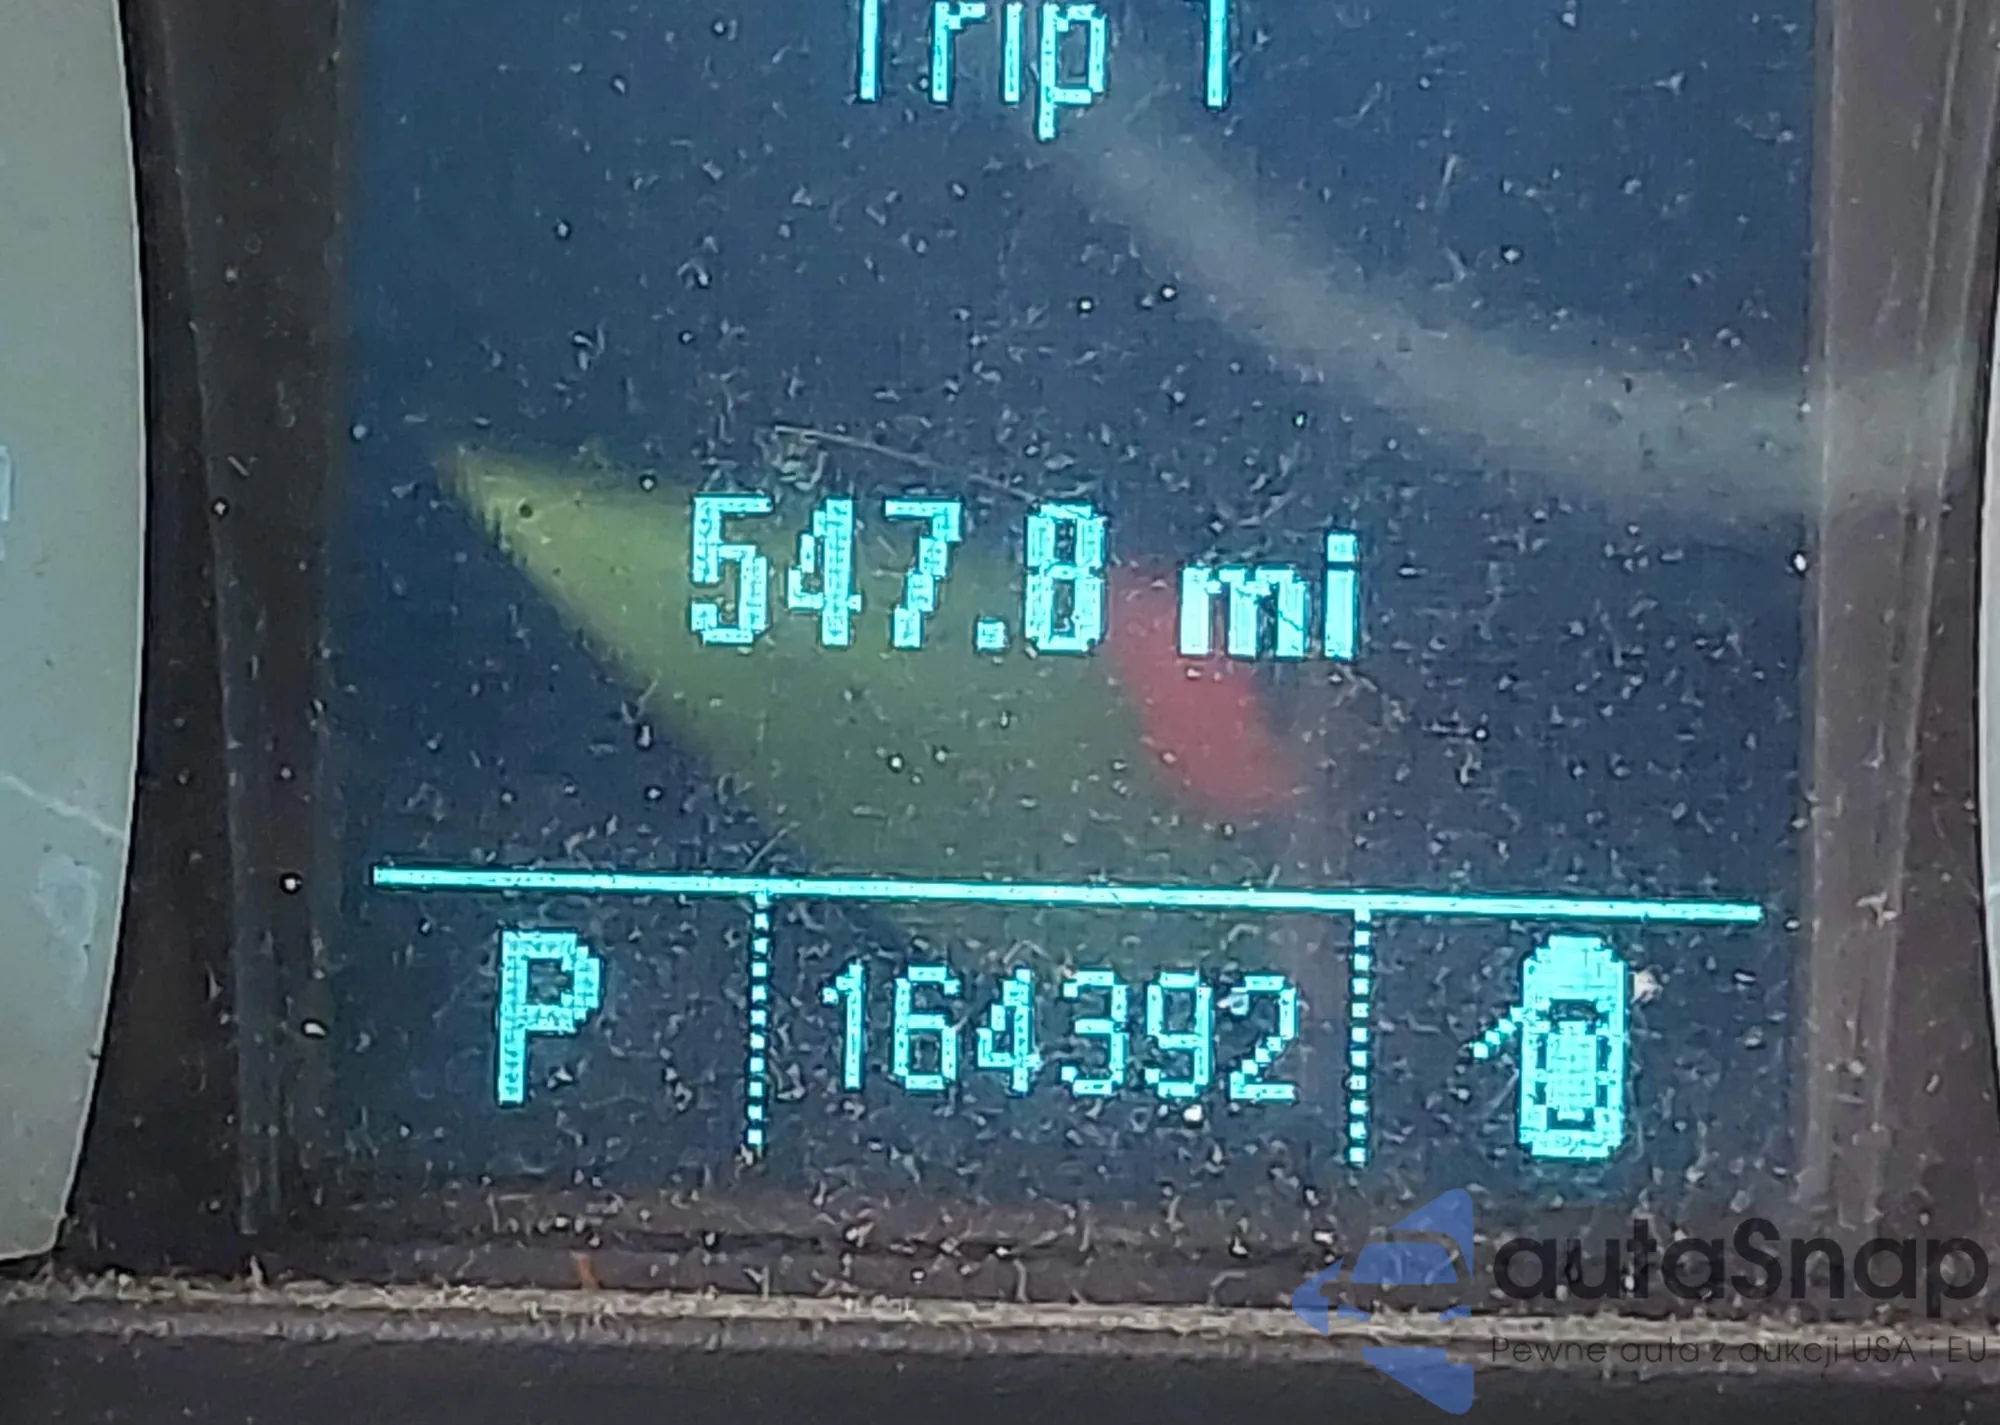 Trip 1
547.8 mi
P 164392
autaSnap
Pewne auta z aukcji USA i EU